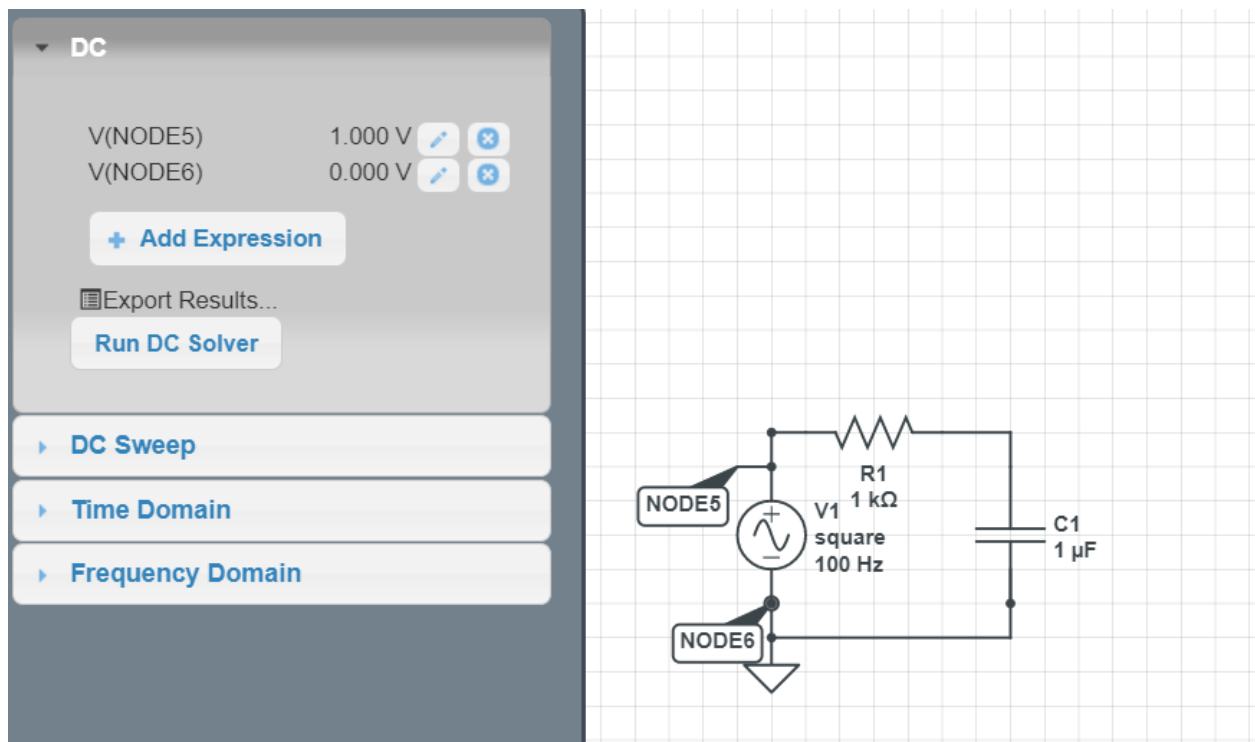 DC
V(NODE5) 1.000 V
V(NODE6) 0.000 V
Add Expression
Export Results...
Run DC Solver
DC Sweep
Time Domain
Frequency Domain
R1
1 kΩ
NODE5
V1
square
100 Hz
C1
1 µF
NODE6